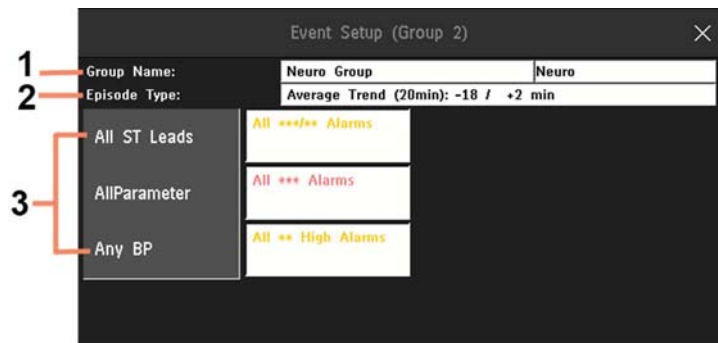 Event Setup (Group 2)
1 Group Name: Neuro Group Neuro
2 Episode Type: Average Trend (20min): -18 / +2 min
All ST Leads All ***/** Alarms
3 AllParameter All *** Alarms
Any BP All ** High Alarms